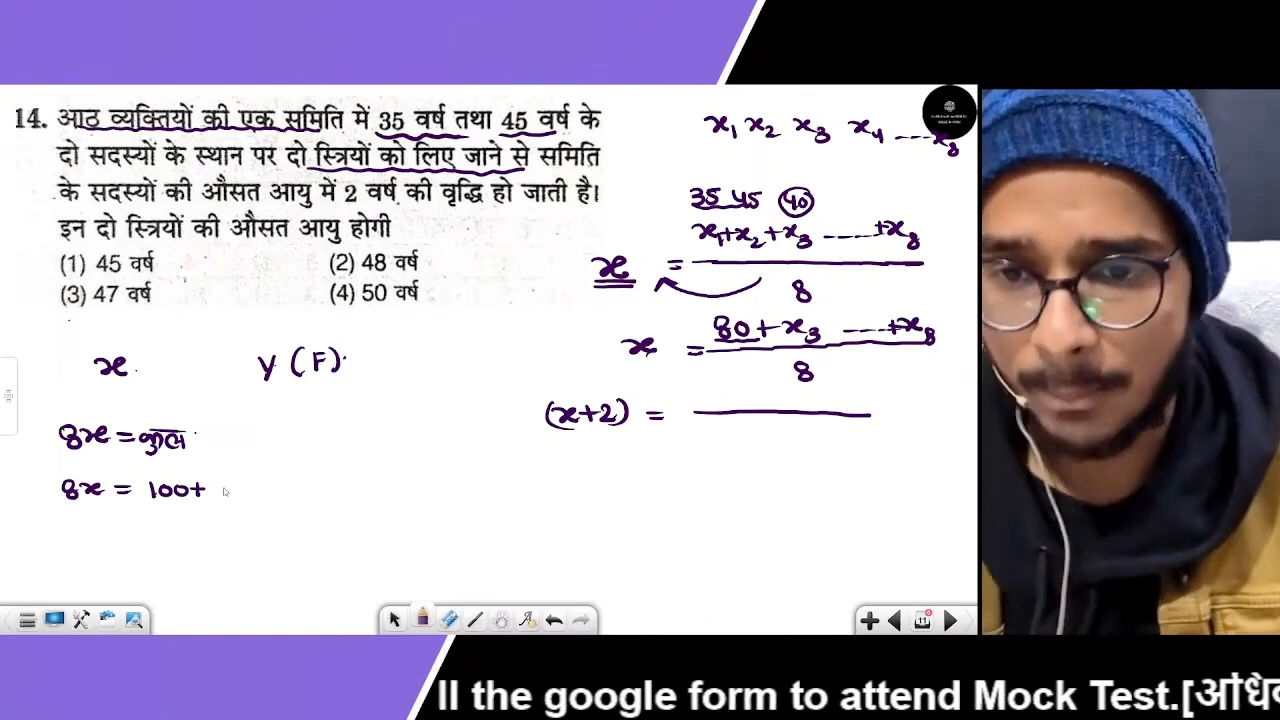 14. आठ व्यक्तियों की एक समिति में 35 वर्ष तथा 45 वर्ष के
दो सदस्यों के स्थान पर दो स्त्रियों को लिए जाने से समिति
के सदस्यों की औसत आयु में 2 वर्ष की वृद्धि हो जाती है।
इन दो स्त्रियों की औसत आयु होगी
(1) 45 वर्ष (2) 48 वर्ष
(3) 47 वर्ष (4) 50 वर्ष
x1 x2 x3 x4 ----x8
35 45 40
x1+x2+x3 -----+x8
x = 8
80+x3 ----+x8
x = 8
(x+2) =
x y (F)
8x = कुल
8x = 100+
11
ll the google form to attend Mock Test.[अधि